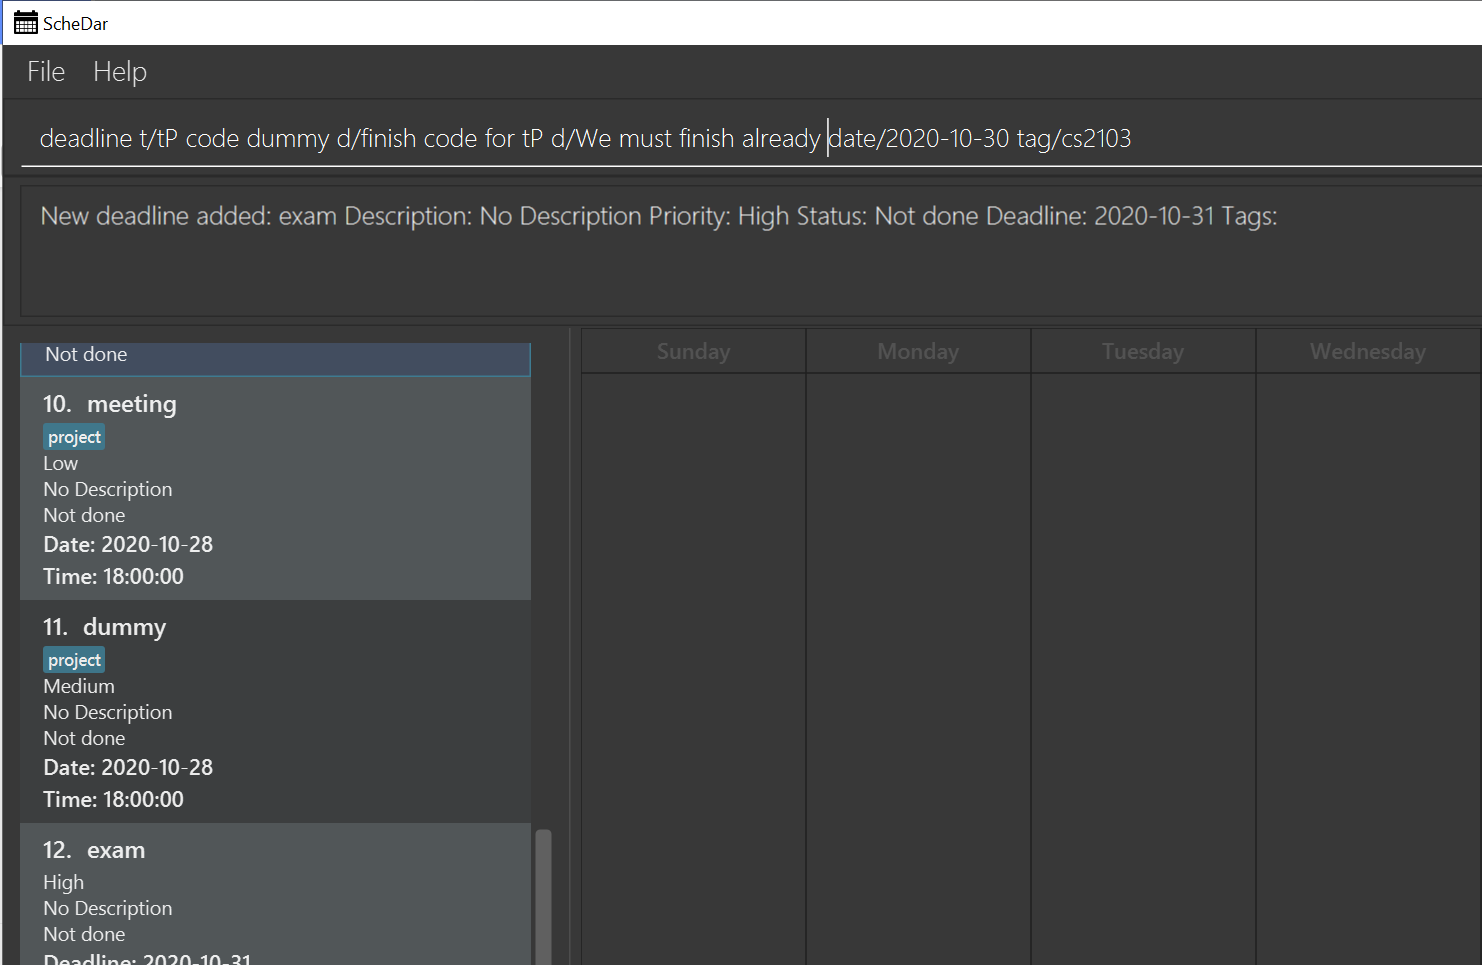 ScheDar
File Help
deadline t/tP code dummy d/finish code for tP d/We must finish already date/2020-10-30 tag/cs2103
New deadline added: exam Description: No Description Priority: High Status: Not done Deadline: 2020-10-31 Tags:
Not done
10. meeting
project
Low
No Description
Not done
Date: 2020-10-28
Time: 18:00:00
11. dummy
project
Medium
No Description
Not done
Date: 2020-10-28
Time: 18:00:00
12. exam
High
No Description
Not done
Deadline: 2020-10-31
Sunday Monday Tuesday Wednesday